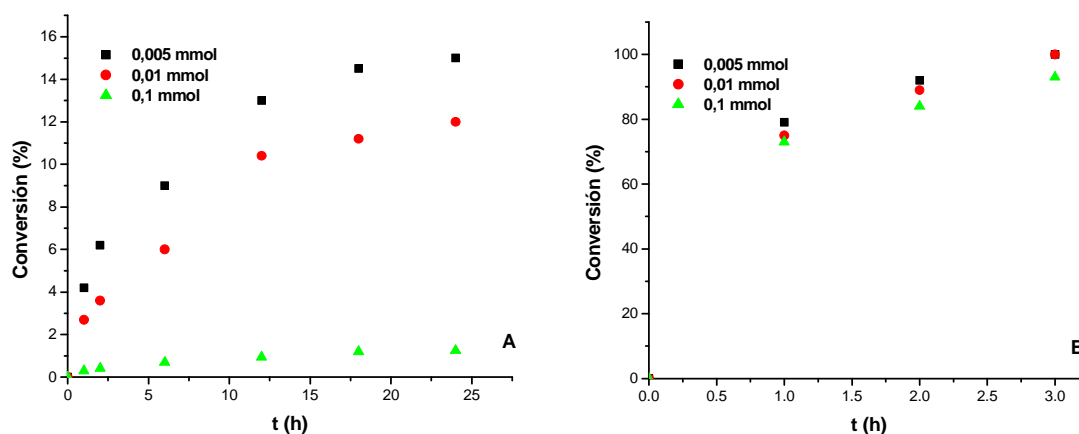 16
14
12
10
8
6
4
2
0
Conversión (%)
0,005 mmol
0,01 mmol
0,1 mmol
A
0 5 10 15 20 25
t (h)
100
80
60
40
20
0
Conversión (%)
0,005 mmol
0,01 mmol
0,1 mmol
0.0 0.5 1.0 1.5 2.0 2.5 3.0
t (h)